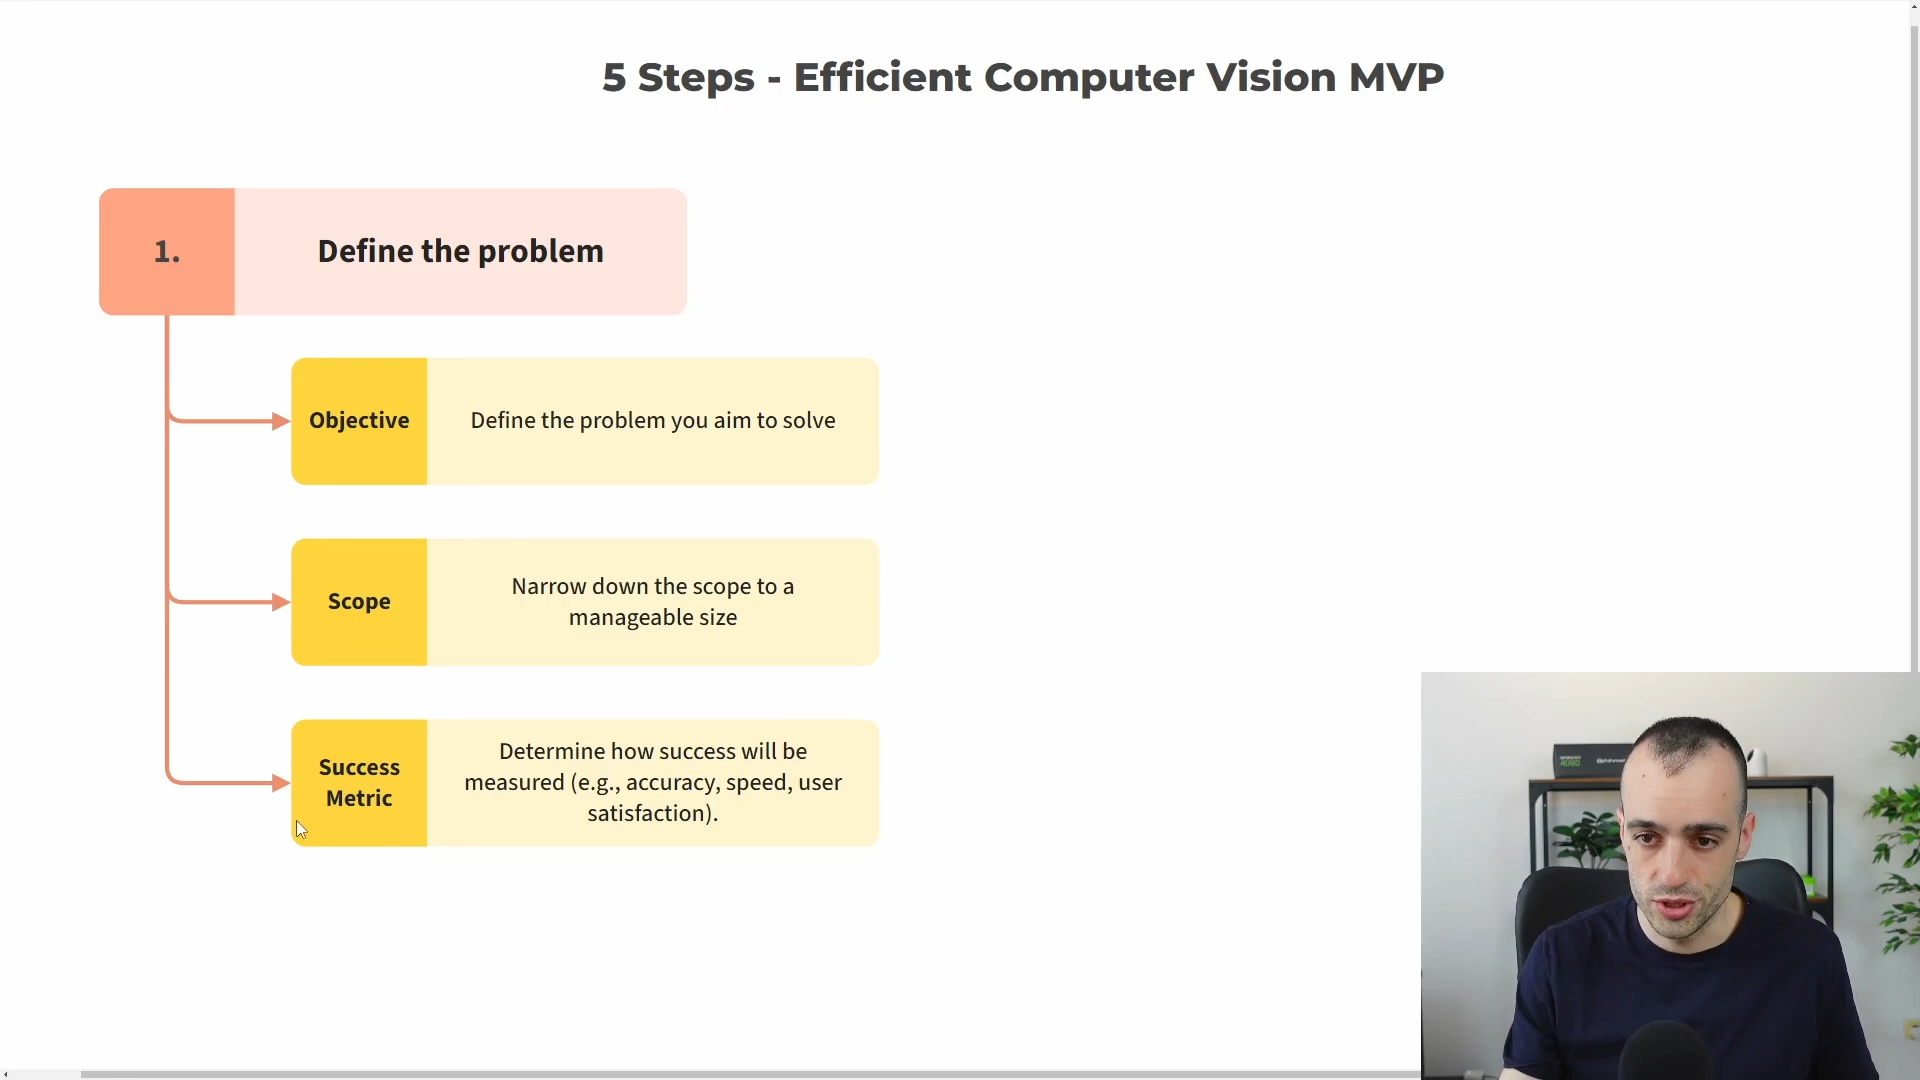 5 Steps - Efficient Computer Vision MVP
1.
Define the problem
Objective
Define the problem you aim to solve
Scope
Narrow down the scope to a
manageable size
Success
Metric
Determine how success will be
measured (e.g., accuracy, speed, user
satisfaction).
4090